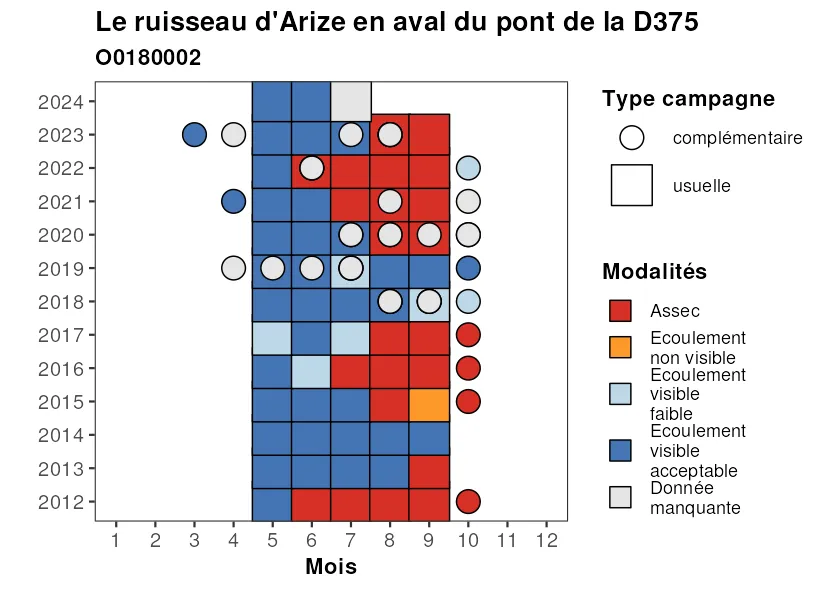 Le ruisseau d'Arize en aval du pont de la D375
O0180002
2024
2023
2022
2021
2020
2019
2018
2017
2016
2015
2014
2013
2012
1 2 3 4 5 6 7 8 9 10 11 12
Mois
Type campagne
complémentaire
usuelle
Modalités
Assec
Ecoulement
non visible
Ecoulement
visible
faible
Ecoulement
visible
acceptable
Donnée
manquante